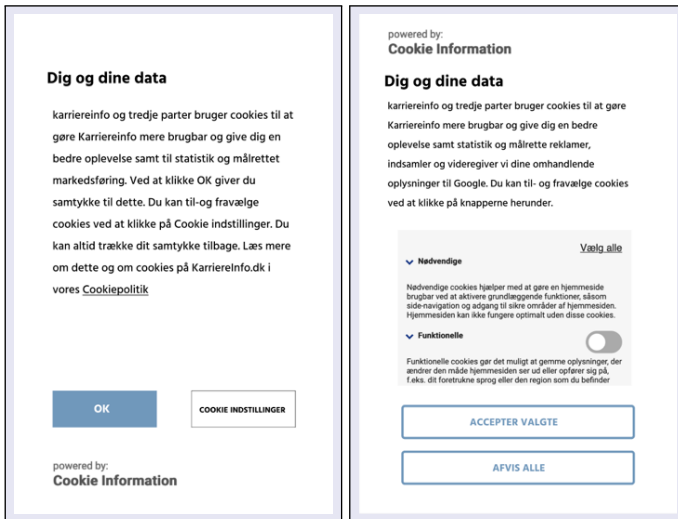 Dig og dine data
karriereinfo og tredje parter bruger cookies til at
gøre Karriereinfo mere brugbar og give dig en
bedre oplevelse samt til statistik og målrettet
markedsføring. Ved at klikke OK giver du
samtykke til dette. Du kan til-og fravælge
cookies ved at klikke på Cookie indstillinger. Du
kan altid trække dit samtykke tilbage. Læs mere
om dette og om cookies på KarriereInfo.dk i
vores Cookiepolitik
OK
COOKIE INDSTILLINGER
powered by:
Cookie Information
powered by:
Cookie Information
Dig og dine data
karriereinfo og tredje parter bruger cookies til at gøre
Karriereinfo mere brugbar og give dig en bedre
oplevelse samt statistik og målrette reklamer,
indsamler og videregiver vi dine omhandlende
oplysninger til Google. Du kan til- og fravælge cookies
ved at klikke på knapperne herunder.
Vælg alle
Nødvendige
Nødvendige cookies hjælper med at gøre en hjemmeside
brugbar ved at aktivere grundlæggende funktioner, såsom
side-navigation og adgang til sikre områder af hjemmesiden.
Hjemmesiden kan ikke fungere optimalt uden disse cookies.
Funktionelle
Funktionelle cookies gør det muligt at gemme oplysninger, der
ændrer den måde hjemmesiden ser ud eller opfører sig på,
f.eks. dit foretrukne sprog eller den region som du befinder
ACCEPTER VALGTE
AFVIS ALLE